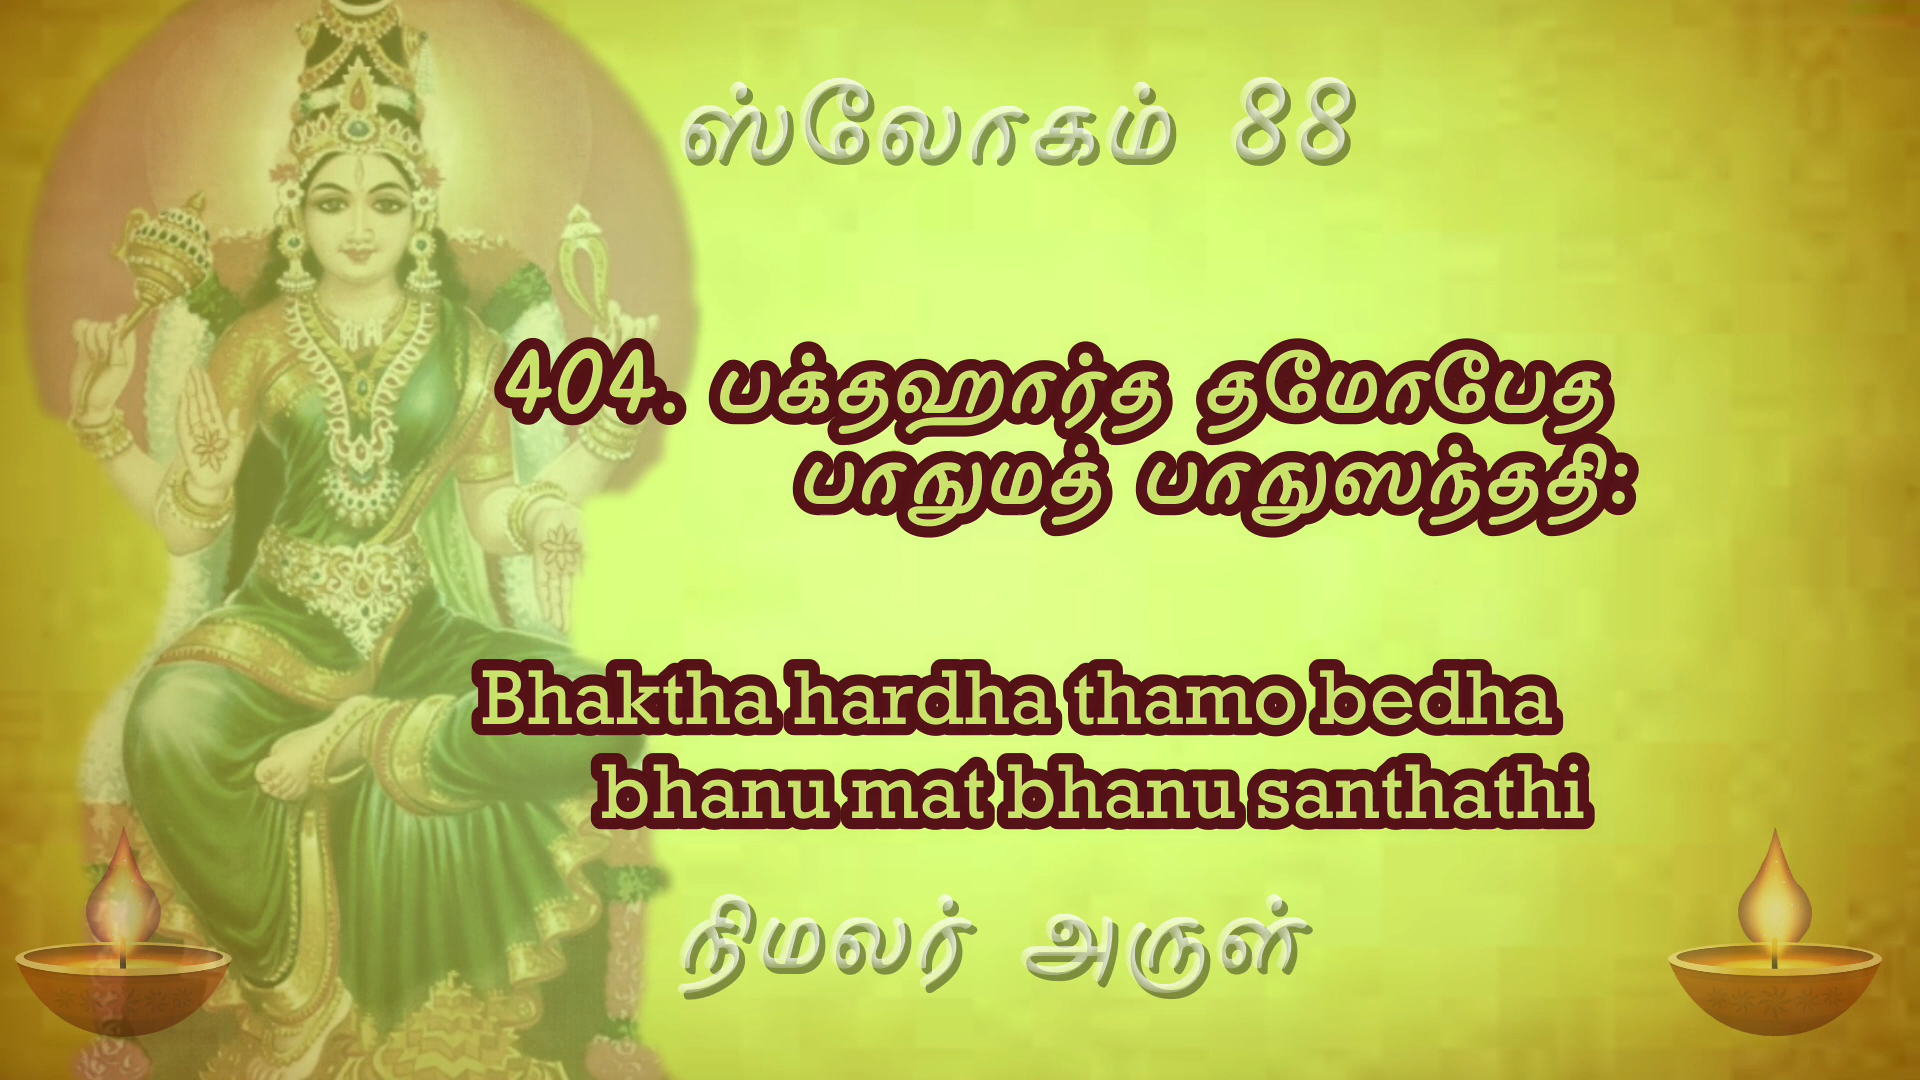 ஸ்லோகம் 88
404. பக்தஹார்த தமோபேத
பாநுமத் பாநுஸந்ததி:
Bhaktha hardha thamo bedha
bhanu mat bhanu santhathi
நிமலர் அருள்